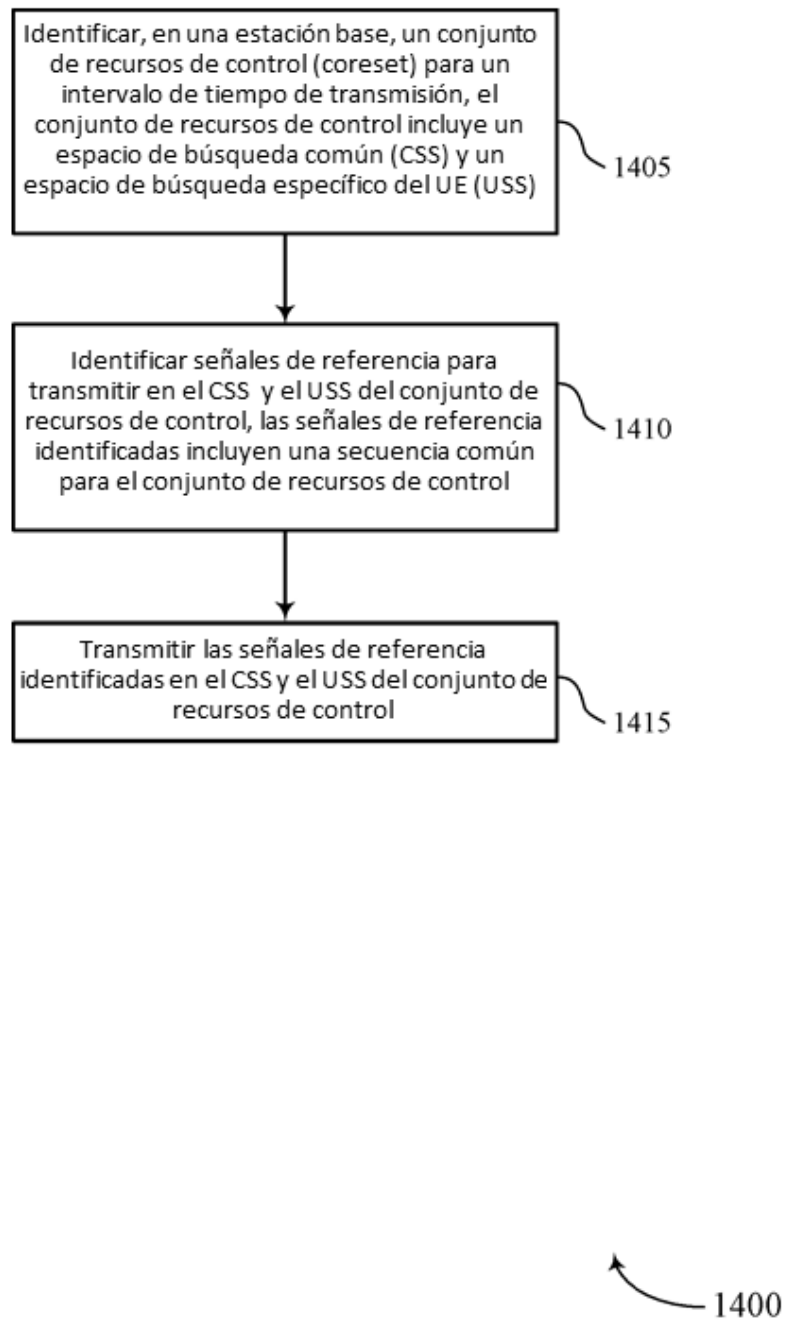 Identificar, en una estación base, un conjunto
de recursos de control (coreset) para un
intervalo de tiempo de transmisión, el
conjunto de recursos de control incluye un
espacio de búsqueda común (CSS) y un
espacio de búsqueda específico del UE (USS)
1405
Identificar señales de referencia para
transmitir en el CSS y el USS del conjunto de
recursos de control, las señales de referencia
identificadas incluyen una secuencia común
para el conjunto de recursos de control
1410
Transmitir las señales de referencia
identificadas en el CSS y el USS del conjunto de
recursos de control
1415
1400